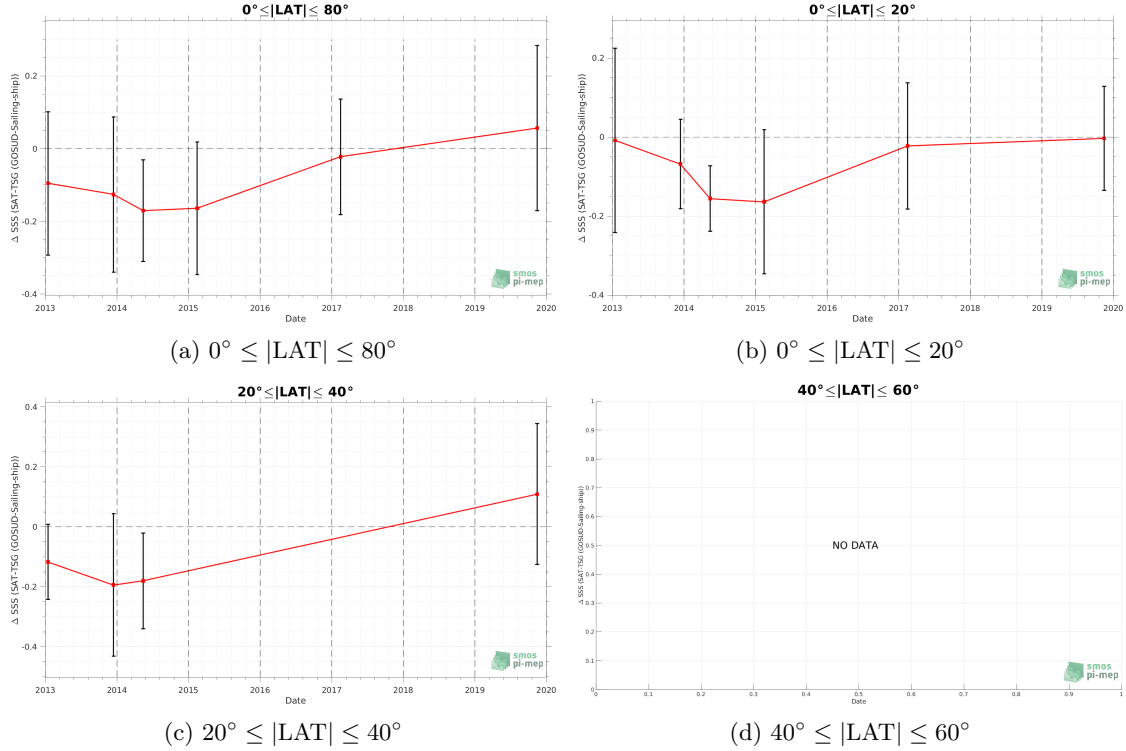 0°≤|LAT|≤ 80°
Δ SSS (SAT-TSG (GOSUD-Sailing-ship))
0.2
0
-0.2
-0.4
2013 2014 2015 2016 2017 2018 2019 2020
Date
smos
pi-mep
(a) 0° ≤ |LAT| ≤ 80°
0°≤|LAT|≤ 20°
Δ SSS (SAT-TSG (GOSUD-Sailing-ship))
0.2
0
-0.2
-0.4
2013 2014 2015 2016 2017 2018 2019 2020
Date
smos
pi-mep
(b) 0° ≤ |LAT| ≤ 20°
20°≤|LAT|≤ 40°
Δ SSS (SAT-TSG (GOSUD-Sailing-ship))
0.4
0.2
0
-0.2
-0.4
2013 2014 2015 2016 2017 2018 2019 2020
Date
smos
pi-mep
(c) 20° ≤ |LAT| ≤ 40°
40°≤|LAT|≤ 60°
Δ SSS (SAT-TSG (GOSUD-Sailing-ship))
1
0.9
0.8
0.7
0.6
0.5
0.4
0.3
0.2
0.1
0
NO DATA
0 0.1 0.2 0.3 0.4 0.5 0.6 0.7 0.8 0.9 1
Date
smos
pi-mep
(d) 40° ≤ |LAT| ≤ 60°